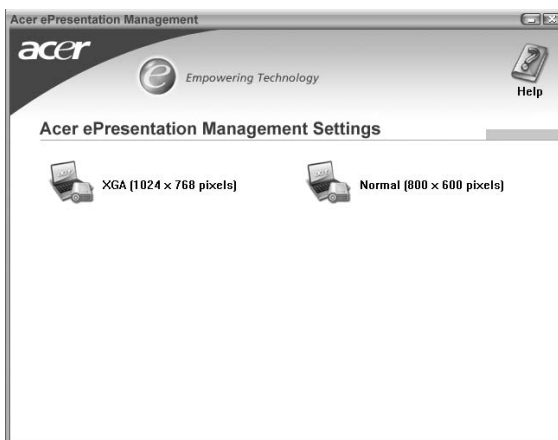 Acer ePresentation Management
acer
e Empowering Technology
Help
Acer ePresentation Management Settings
XGA (1024 x 768 pixels)
Normal (800 x 600 pixels)